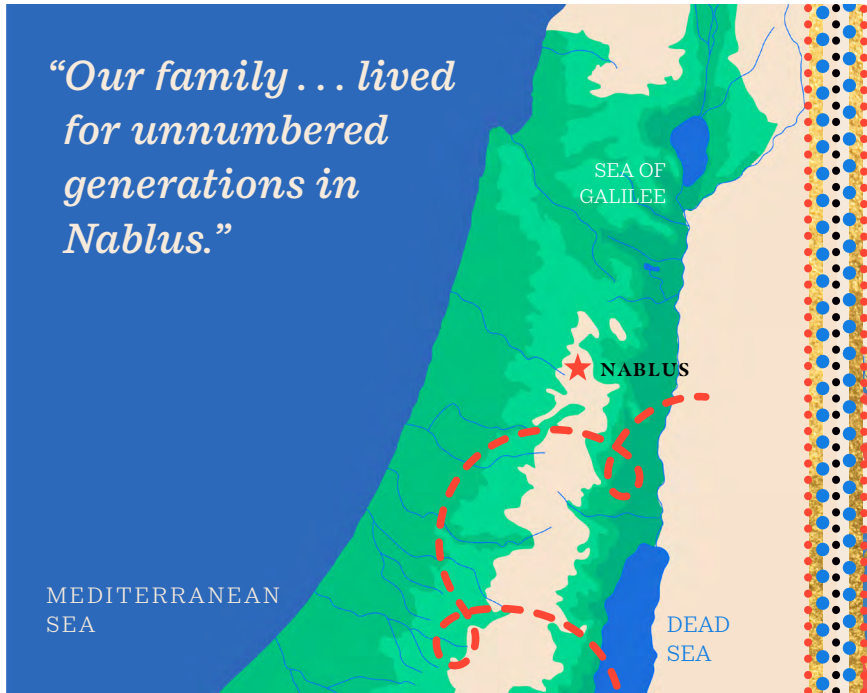 “Our family . . . lived
for unnumbered
generations in
Nablus.”
SEA OF
GALILEE
NABLUS
MEDITERRANEAN
SEA
DEAD
SEA